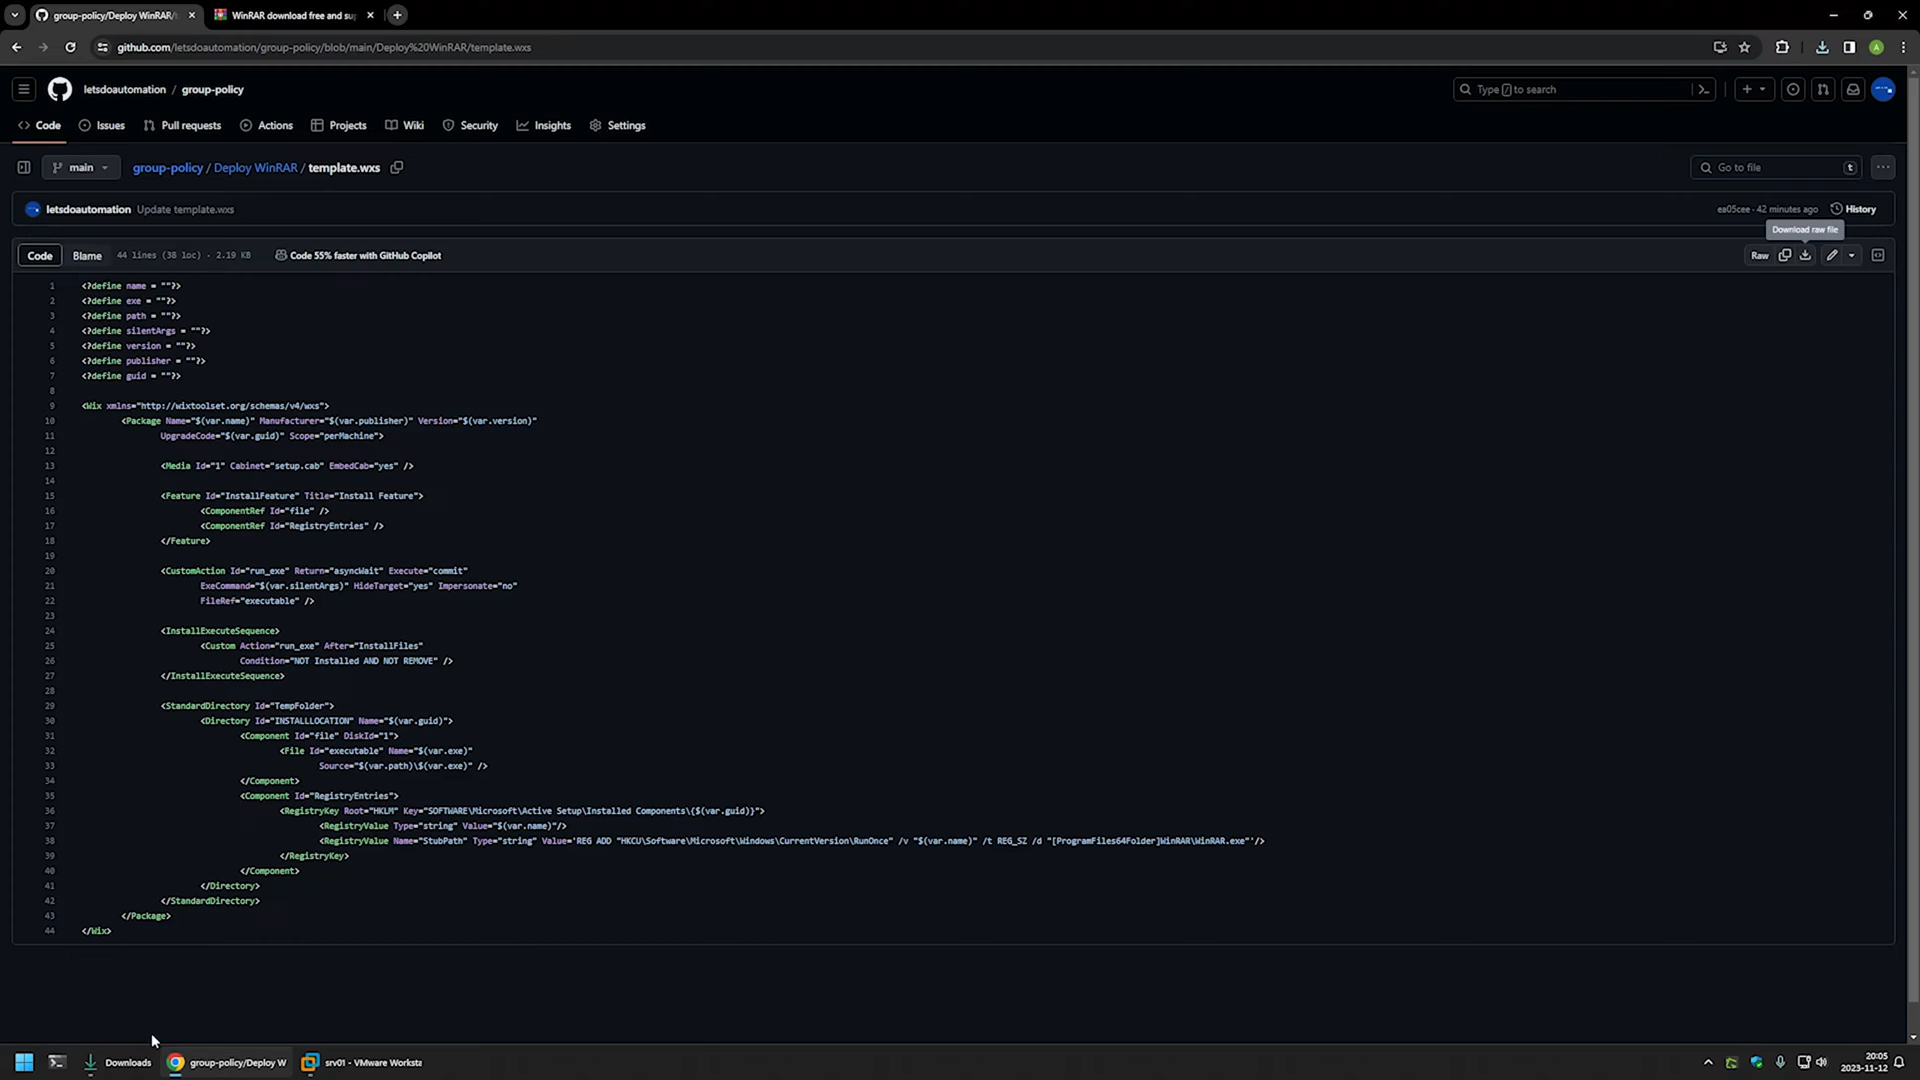 group-policy/Deploy WinRAR/t
WinRAR download free and su
github.com/letsdoautomation/group-policy/blob/main/Deploy%20WinRAR/template.wxs
A
letsdoautomation / group-policy
Type / to search
Code Issues Pull requests Actions Projects Wiki Security Insights Settings
main group-policy / Deploy WinRAR / template.wxs
Go to file t
letsdoautomation Update template.wxs
ea05cee · 42 minutes ago History
Download raw file
Code Blame 44 lines (38 loc) · 2.19 KB Code 55% faster with GitHub Copilot
Raw
1 <?define name = ""?>
2 <?define exe = ""?>
3 <?define path = ""?>
4 <?define silentArgs = ""?>
5 <?define version = ""?>
6 <?define publisher = ""?>
7 <?define guid = ""?>
8
9 <Wix xmlns="http://wixtoolset.org/schemas/v4/wxs">
10 <Package Name="$(var.name)" Manufacturer="$(var.publisher)" Version="$(var.version)"
11 UpgradeCode="$(var.guid)" Scope="perMachine">
12
13 <Media Id="1" Cabinet="setup.cab" EmbedCab="yes" />
14
15 <Feature Id="InstallFeature" Title="Install Feature">
16 <ComponentRef Id="file" />
17 <ComponentRef Id="RegistryEntries" />
18 </Feature>
19
20 <CustomAction Id="run_exe" Return="asyncWait" Execute="commit"
21 ExeCommand="$(var.silentArgs)" HideTarget="yes" Impersonate="no"
22 FileRef="executable" />
23
24 <InstallExecuteSequence>
25 <Custom Action="run_exe" After="InstallFiles"
26 Condition="NOT Installed AND NOT REMOVE" />
27 </InstallExecuteSequence>
28
29 <StandardDirectory Id="TempFolder">
30 <Directory Id="INSTALLLOCATION" Name="$(var.guid)">
31 <Component Id="file" DiskId="1">
32 <File Id="executable" Name="$(var.exe)"
33 Source="$(var.path)\$(var.exe)" />
34 </Component>
35 <Component Id="RegistryEntries">
36 <RegistryKey Root="HKLM" Key="SOFTWARE\Microsoft\Active Setup\Installed Components\{$(var.guid)}">
37 <RegistryValue Type="string" Value="$(var.name)"/>
38 <RegistryValue Name="StubPath" Type="string" Value='REG ADD "HKCU\Software\Microsoft\Windows\CurrentVersion\RunOnce" /v "$(var.name)" /t REG_SZ /d "[ProgramFiles64Folder]WinRAR\WinRAR.exe"'/>
39 </RegistryKey>
40 </Component>
41 </Directory>
42 </StandardDirectory>
43 </Package>
44 </Wix>
Downloads group-policy/Deploy W srv01 - VMware Worksta
20:05
2023-11-12